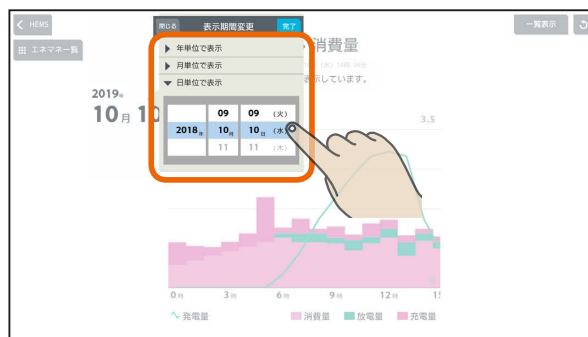 HEMS
閉じる 表示期間変更 完了
一覧表示
エネマネ一覧
消費量
年単位で表示
月単位で表示
日単位で表示
示しています。
2019年
10月 10
09 09 (火)
2018年 10月 10日 (水)
11 11 (木)
3.5
0時 3時 6時 9時 12時 15
発電量 消費量 放電量 充電量